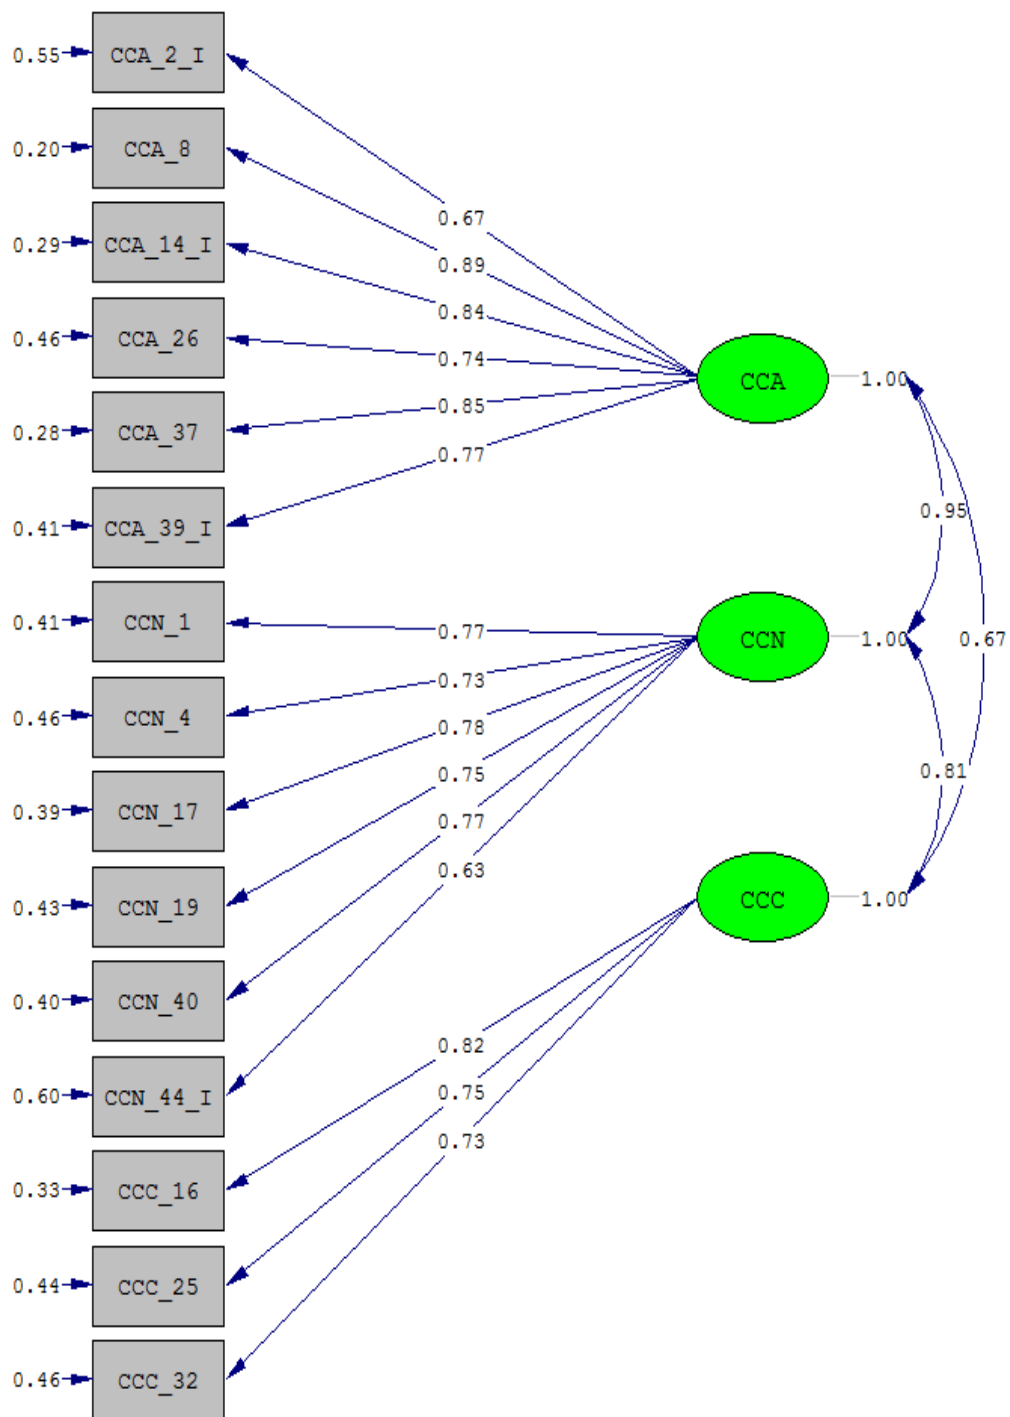 0.55 CCA_2_I
0.20 CCA_8
0.67
0.29 CCA_14_I
0.89
0.84
0.46 CCA_26
0.74
CCA 1.00
0.85
0.28 CCA_37
0.77
0.95
0.41 CCA_39_I
0.41 CCN_1
0.77
CCN 1.00 0.67
0.73
0.46 CCN_4
0.78
0.75
0.81
0.39 CCN_17
0.77
0.63
0.43 CCN_19
CCC 1.00
0.40 CCN_40
0.82
0.60 CCN_44_I
0.75
0.73
0.33 CCC_16
0.44 CCC_25
0.46 CCC_32